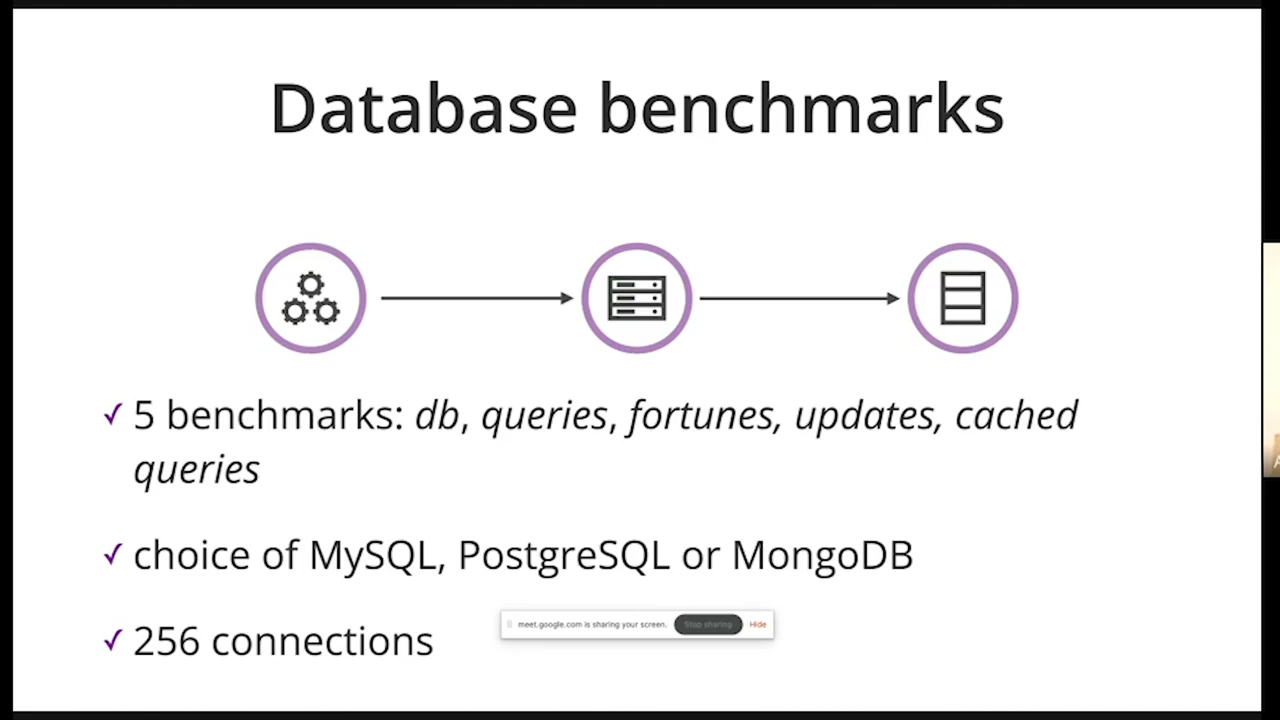 Database benchmarks
✓ 5 benchmarks: db, queries, fortunes, updates, cached
queries
✓ choice of MySQL, PostgreSQL or MongoDB
✓ 256 connections
meet.google.com is sharing your screen. Stop sharing Hide